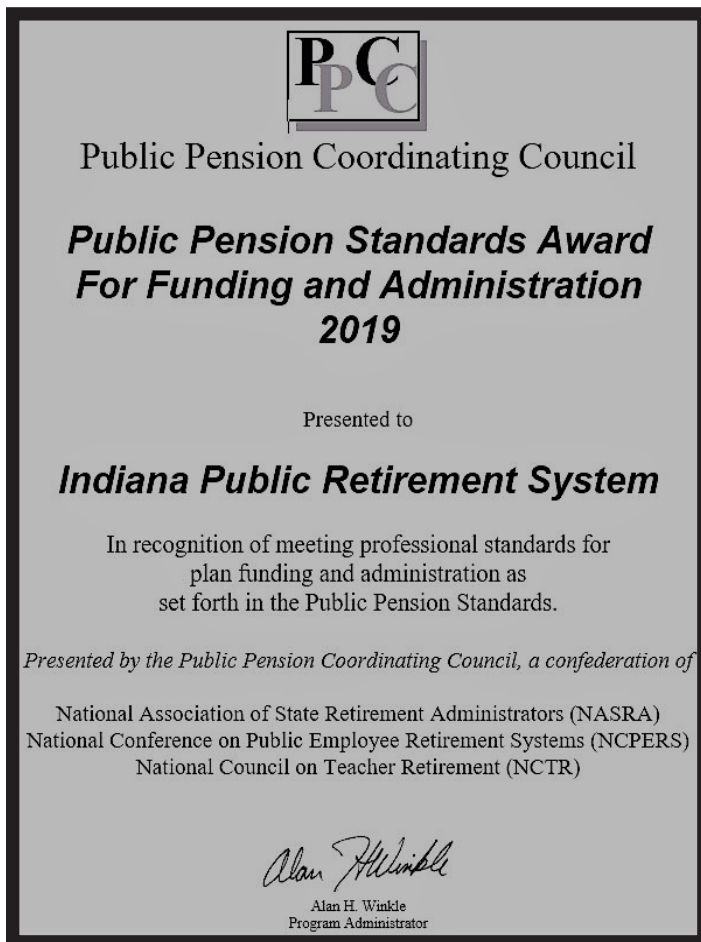 P P C C
Public Pension Coordinating Council
Public Pension Standards Award
For Funding and Administration
2019
Presented to
Indiana Public Retirement System
In recognition of meeting professional standards for
plan funding and administration as
set forth in the Public Pension Standards.
Presented by the Public Pension Coordinating Council, a confederation of
National Association of State Retirement Administrators (NASRA)
National Conference on Public Employee Retirement Systems (NCPERS)
National Council on Teacher Retirement (NCTR)
Alan H Winkle
Alan H. Winkle
Program Administrator